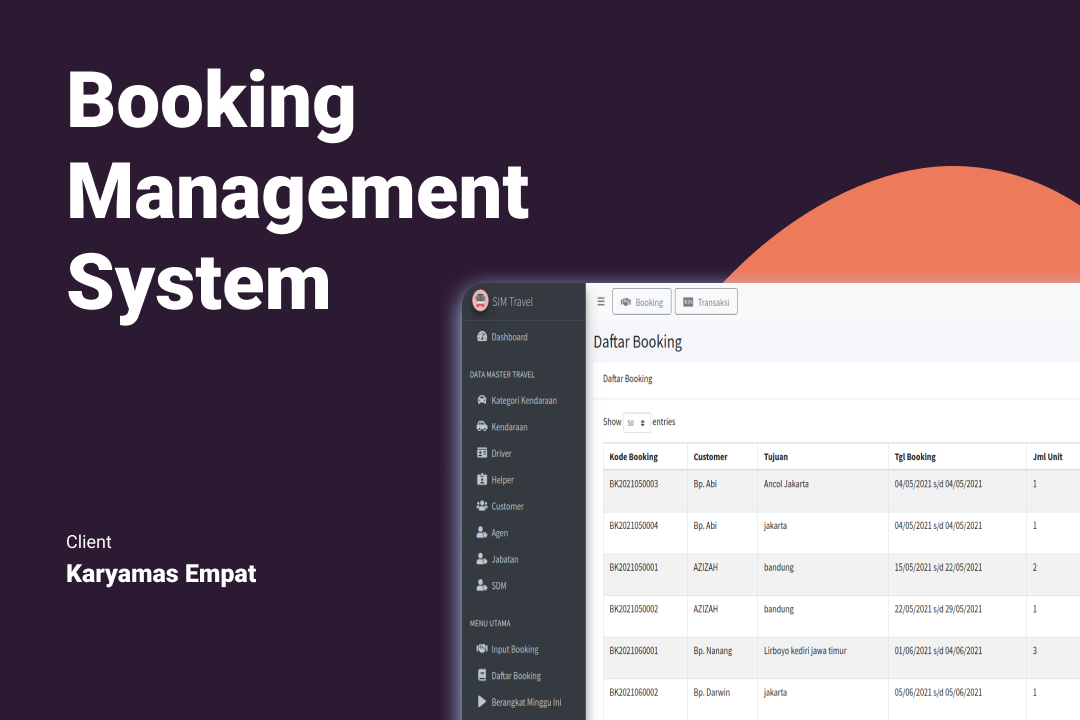 Booking
Management
System
Client
Karyamas Empat
SIM Travel
Dashboard
DATA MASTER TRAVEL
Kategori Kendaraan
Kendaraan
Driver
Helper
Customer
Agen
Jabatan
SDM
MENU UTAMA
Input Booking
Daftar Booking
Berangkat Minggu Ini
Booking Transaksi
Daftar Booking
Daftar Booking
Show 50 entries
Kode Booking Customer Tujuan Tgl Booking Jml Unit
BK2021050003 Bp. Abi Ancol Jakarta 04/05/2021 s/d 04/05/2021 1
BK2021050004 Bp. Abi jakarta 04/05/2021 s/d 04/05/2021 1
BK2021050001 AZIZAH bandung 15/05/2021 s/d 22/05/2021 2
BK2021050002 AZIZAH bandung 22/05/2021 s/d 29/05/2021 1
BK2021060001 Bp. Nanang Lirboyo kediri jawa timur 01/06/2021 s/d 04/06/2021 3
BK2021060002 Bp. Darwin jakarta 05/06/2021 s/d 05/06/2021 1